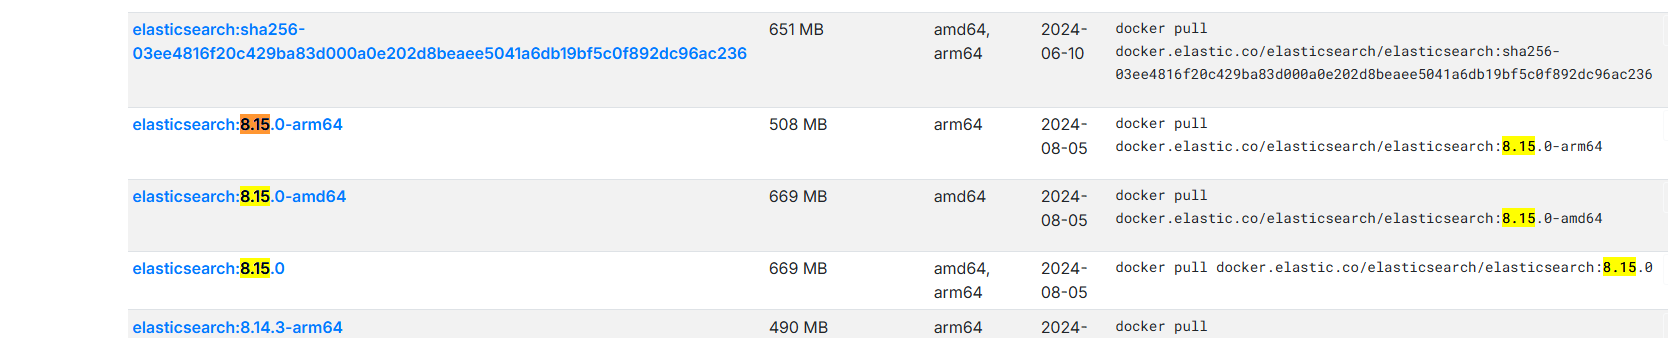 elasticsearch:sha256-
03ee4816f20c429ba83d000a0e202d8beaee5041a6db19bf5c0f892dc96ac236
651 MB
amd64,
arm64
2024-
06-10
docker pull
docker.elastic.co/elasticsearch/elasticsearch:sha256-
03ee4816f20c429ba83d000a0e202d8beaee5041a6db19bf5c0f892dc96ac236
elasticsearch:8.15.0-arm64
508 MB
arm64
2024-
08-05
docker pull
docker.elastic.co/elasticsearch/elasticsearch:8.15.0-arm64
elasticsearch:8.15.0-amd64
669 MB
amd64
2024-
08-05
docker pull
docker.elastic.co/elasticsearch/elasticsearch:8.15.0-amd64
elasticsearch:8.15.0
669 MB
amd64,
arm64
2024-
08-05
docker pull docker.elastic.co/elasticsearch/elasticsearch:8.15.0
elasticsearch:8.14.3-arm64
490 MB
arm64
2024-
docker pull